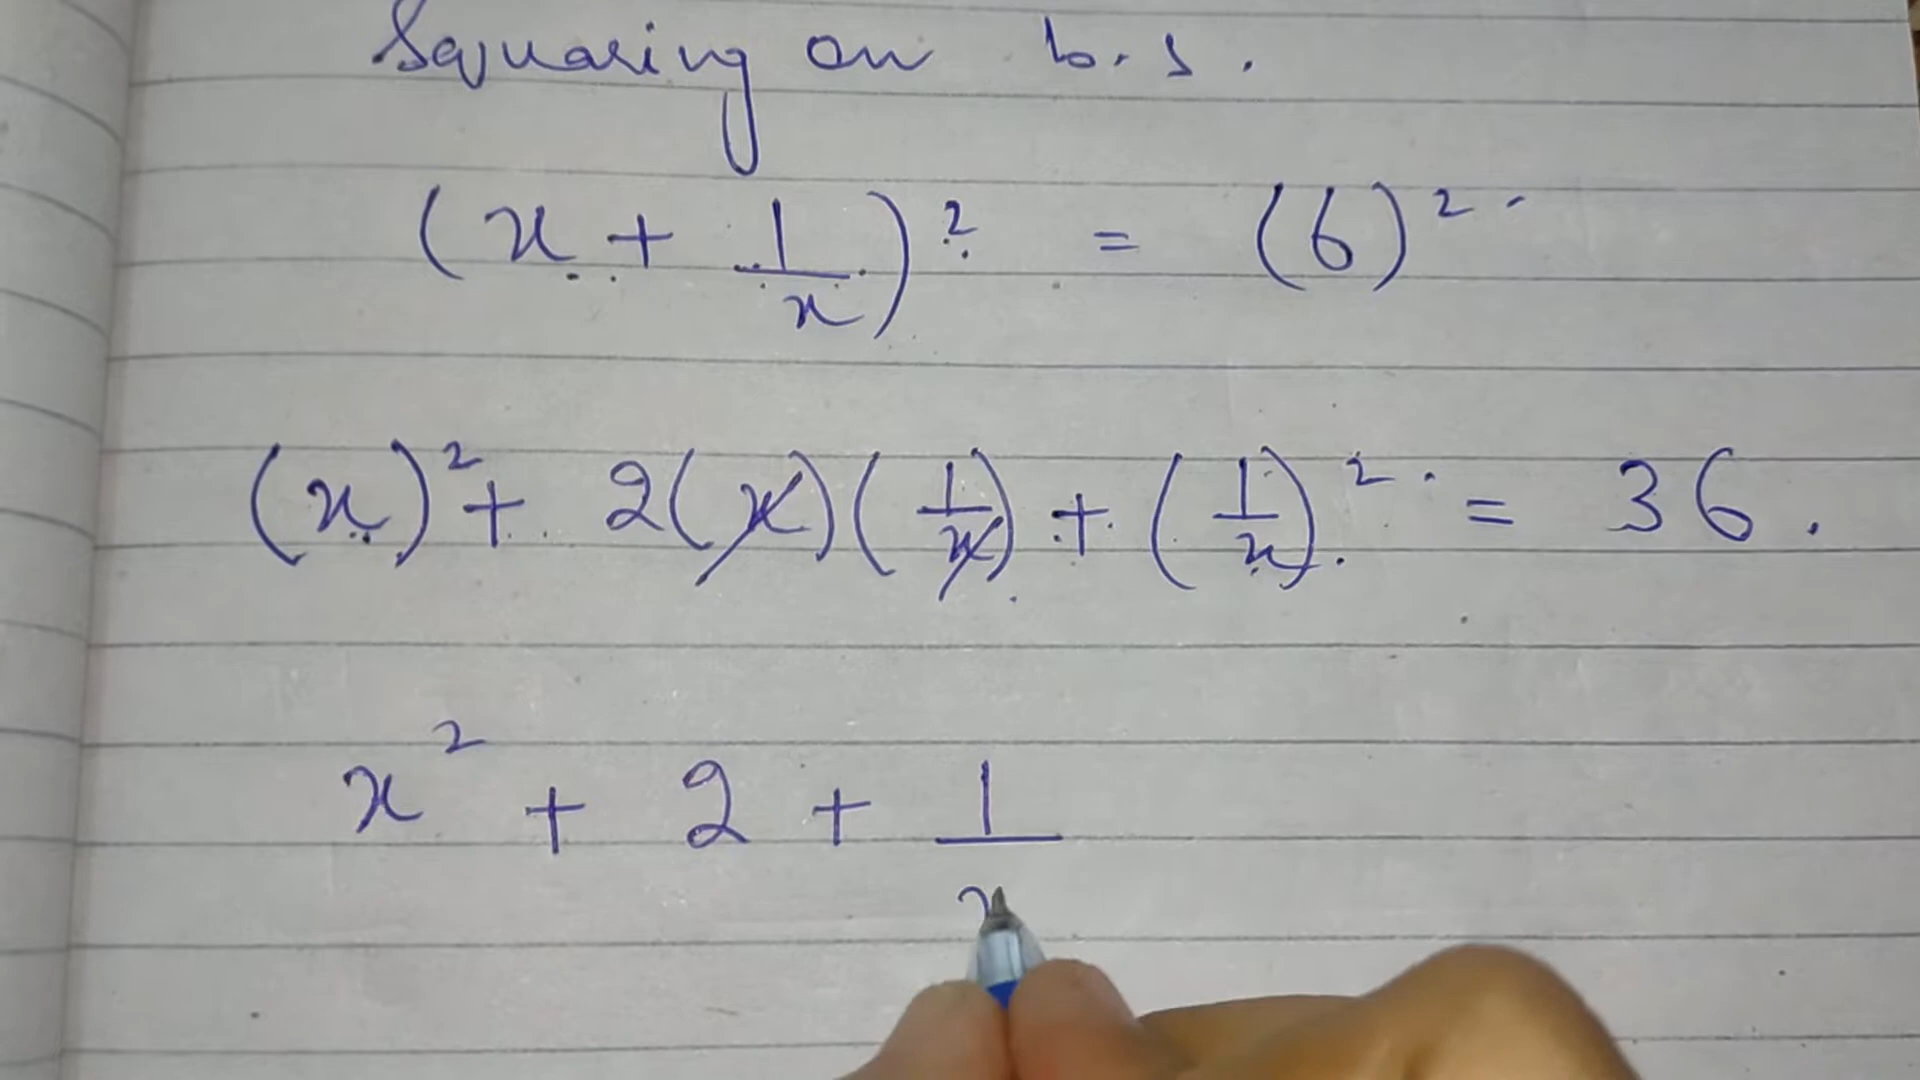 Squaring on b.s.
(x + 1/x)² = (6)²
(x)² + 2(x)(1/x) + (1/x)² = 36.
x² + 2 + 1/x